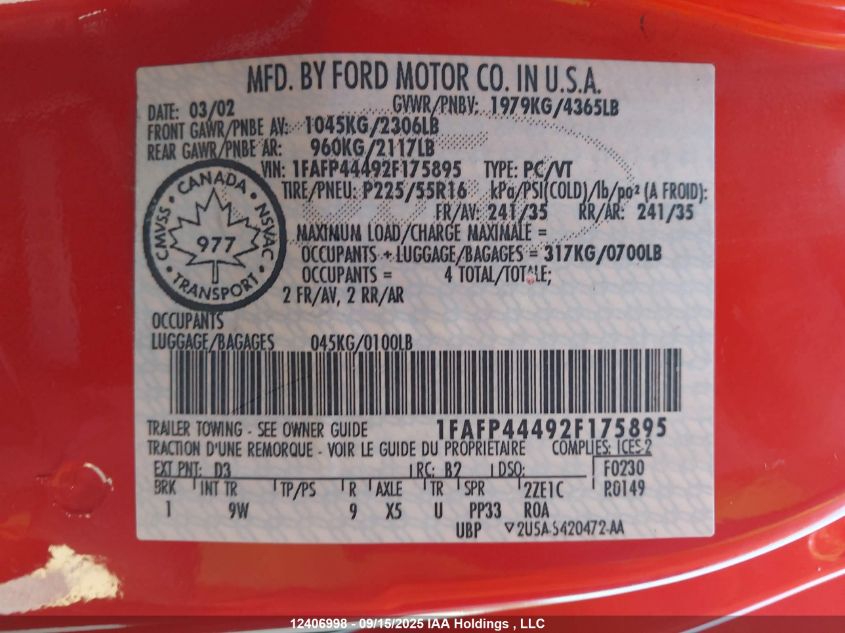 MFD. BY FORD MOTOR CO. IN U.S.A.
DATE: 03/02 GVWR/PNBV: 1979KG/4365LB
FRONT GAWR/PNBE AV: 1045KG/2306LB
REAR GAWR/PNBE AR: 960KG/2117LB
VIN: 1FAFP44492F175895 TYPE: PC/VT
TIRE/PNEU: P225/55R16 kPa/PSI(COLD)/lb/po² (A FROID):
FR/AV: 241/35 RR/AR: 241/35
MAXIMUM LOAD/CHARGE MAXIMALE =
OCCUPANTS + LUGGAGE/BAGAGES = 317KG/0700LB
OCCUPANTS = 4 TOTAL/TOTALE;
2 FR/AV, 2 RR/AR
CANADA
CMVSS NSVAC
977
TRANSPORT
OCCUPANTS
LUGGAGE/BAGAGES 045KG/0100LB
TRAILER TOWING - SEE OWNER GUIDE 1FAFP44492F175895
TRACTION D'UNE REMORQUE - VOIR LE GUIDE DU PROPRIETAIRE COMPLIES: ICES-2
EXT PNT: D3 RC: B2 DSO: F0230
BRK INT TR TP/PS R AXLE TR SPR 2ZE1C R0149
1 9W 9 X5 U PP33 ROA
UBP 2U5A-S420472-AA
12406998 - 09/15/2025 IAA Holdings , LLC